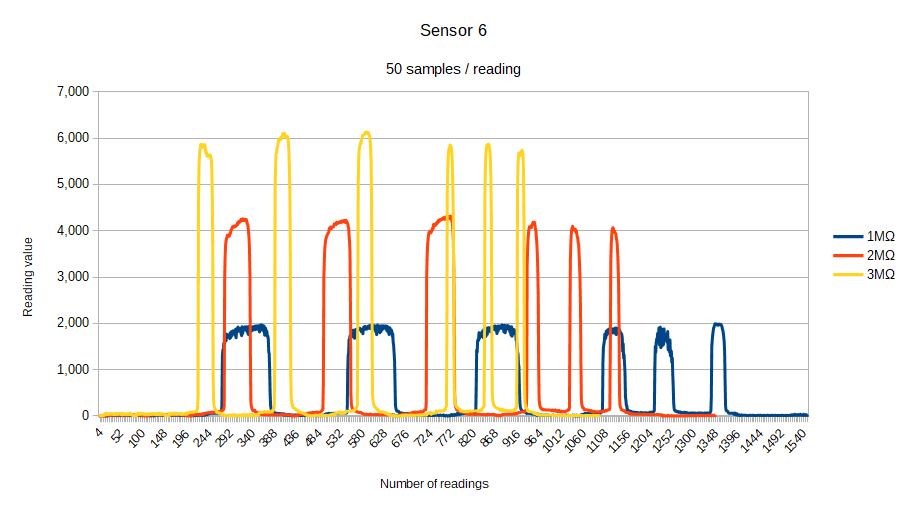 Sensor 6
50 samples / reading
7,000
6,000
5,000
4,000
3,000
2,000
1,000
0
Reading value
4 52 100 148 196 244 292 340 388 436 484 532 580 628 676 724 772 820 868 916 964 1012 1060 1108 1156 1204 1252 1300 1348 1396 1444 1492 1540
Number of readings
1MΩ
2MΩ
3MΩ